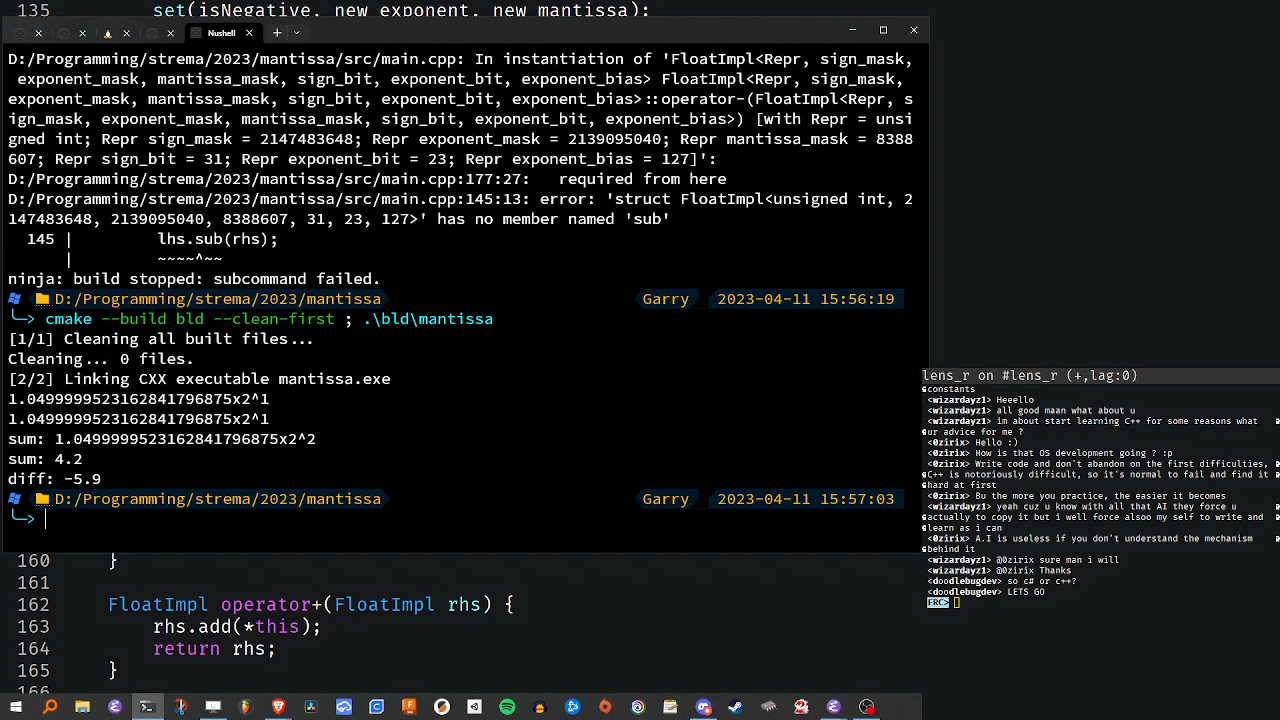 135 set(isNegative, new_exponent, new_mantissa);
Nushell
D:/Programming/strema/2023/mantissa/src/main.cpp: In instantiation of 'FloatImpl<Repr, sign_mask,
exponent_mask, mantissa_mask, sign_bit, exponent_bit, exponent_bias> FloatImpl<Repr, sign_mask,
exponent_mask, mantissa_mask, sign_bit, exponent_bit, exponent_bias>::operator-(FloatImpl<Repr, s
ign_mask, exponent_mask, mantissa_mask, sign_bit, exponent_bit, exponent_bias>) [with Repr = unsi
gned int; Repr sign_mask = 2147483648; Repr exponent_mask = 2139095040; Repr mantissa_mask = 8388
607; Repr sign_bit = 31; Repr exponent_bit = 23; Repr exponent_bias = 127]':
D:/Programming/strema/2023/mantissa/src/main.cpp:177:27:   required from here
D:/Programming/strema/2023/mantissa/src/main.cpp:145:13: error: 'struct FloatImpl<unsigned int, 2
147483648, 2139095040, 8388607, 31, 23, 127>' has no member named 'sub'
145 |         lhs.sub(rhs);
|         ~~~~^~~
ninja: build stopped: subcommand failed.
D:/Programming/strema/2023/mantissa Garry 2023-04-11 15:56:19
cmake --build bld --clean-first ; .\bld\mantissa
[1/1] Cleaning all built files...
Cleaning... 0 files.
[2/2] Linking CXX executable mantissa.exe
1.0499999523162841796875x2^1
1.0499999523162841796875x2^1
sum: 1.0499999523162841796875x2^2
sum: 4.2
diff: -5.9
D:/Programming/strema/2023/mantissa Garry 2023-04-11 15:57:03
160 }
161
162 FloatImpl operator+(FloatImpl rhs) {
163 rhs.add(*this);
164 return rhs;
165 }
166
lens_r on #lens_r (+,lag:0)
constants
<wizardayz1> Heeello
<wizardayz1> all good maan what about u
<wizardayz1> im about start learning C++ for some reasons what
ur advice for me ?
<0zirix> Hello :)
<0zirix> How is that OS development going ? :p
<0zirix> Write code and don't abandon on the first difficulties,
C++ is notoriously difficult, so it's normal to fail and find it
hard at first
<0zirix> Bu the more you practice, the easier it becomes
<wizardayz1> yeah cuz u know with all that AI they force u
actually to copy it but i well force alsoo my self to write and
learn as i can
<0zirix> A.I is useless if you don't understand the mechanism
behind it
<wizardayz1> @0zirix sure man i will
<wizardayz1> @0zirix Thanks
<doodlebugdev> so c# or c++?
<doodlebugdev> LETS GO
ERC>